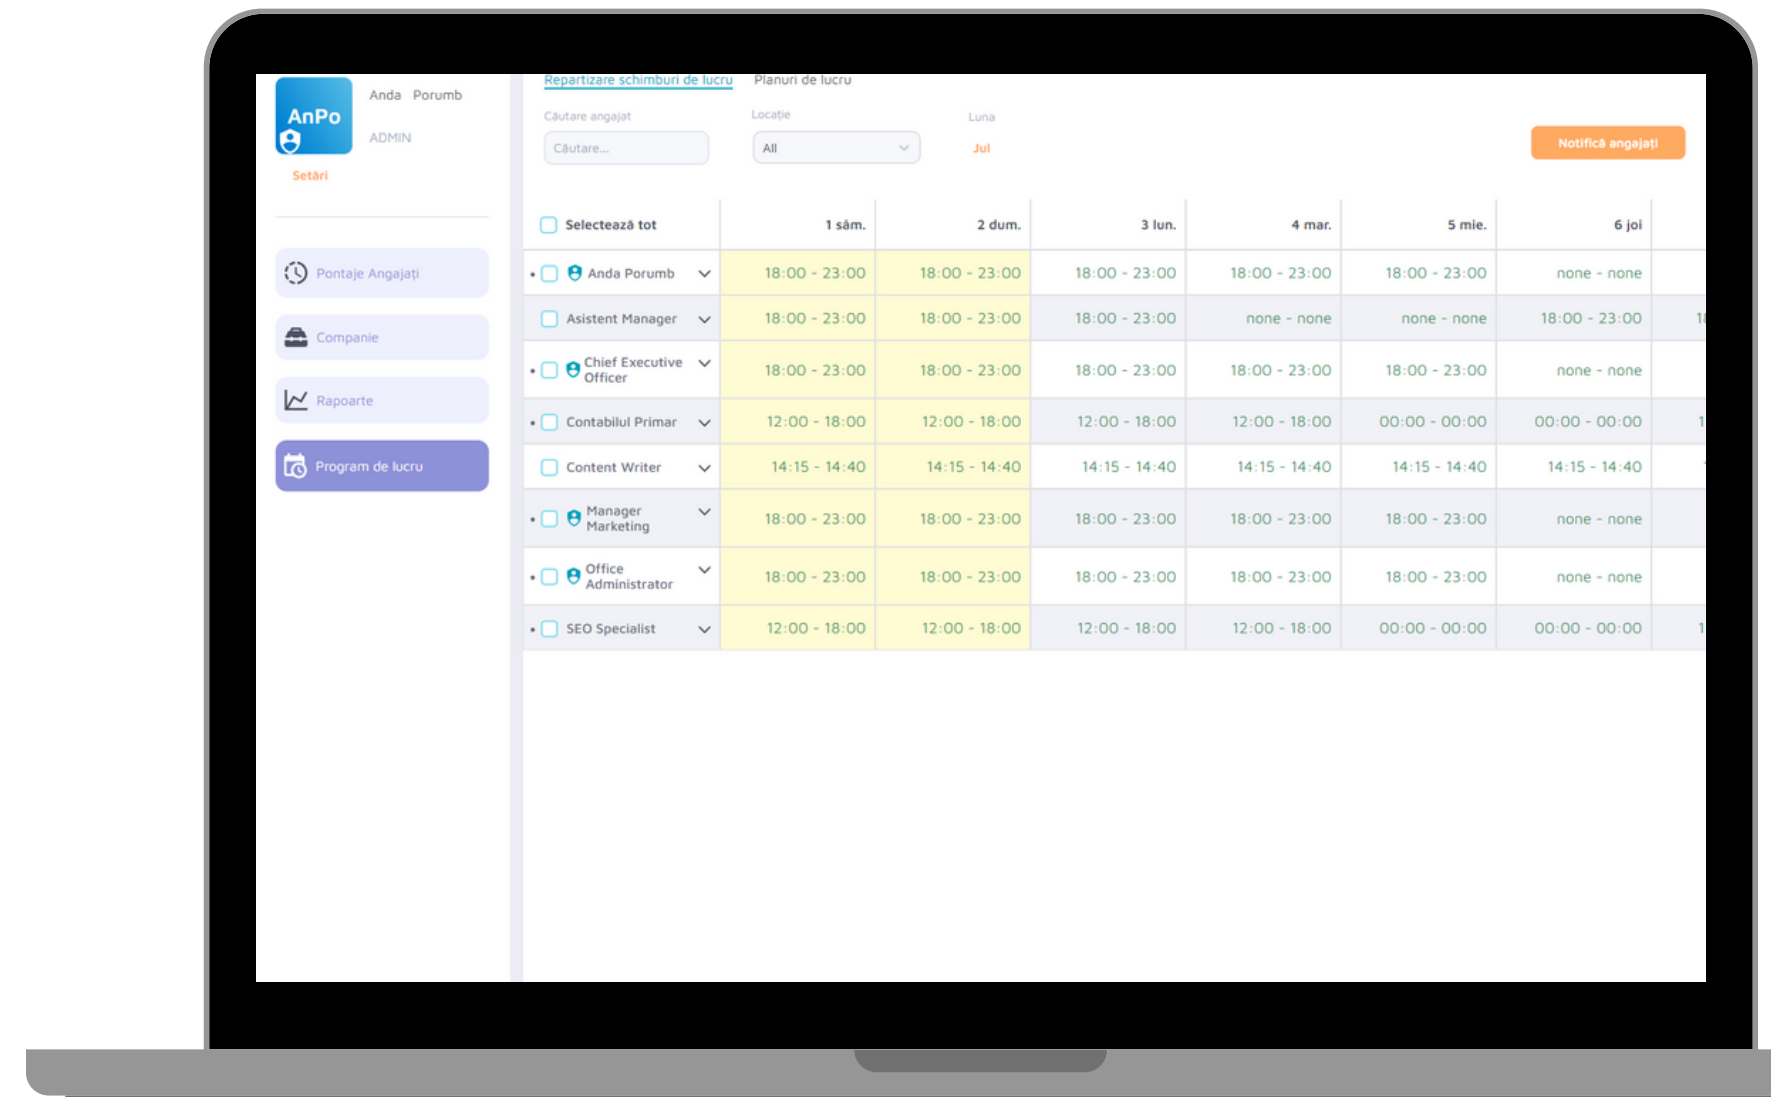 Repartizare schimburi de lucru Planuri de lucru
AnPo
Anda Porumb
ADMIN
Setări
Căutare angajat Locație Luna
Căutare... All Jul
Notifică angajați
Pontaje Angajați
Companie
Rapoarte
Program de lucru
Selectează tot 1 sâm. 2 dum. 3 lun. 4 mar. 5 mie. 6 joi
Anda Porumb 18:00 - 23:00 18:00 - 23:00 18:00 - 23:00 18:00 - 23:00 18:00 - 23:00 none - none
Asistent Manager 18:00 - 23:00 18:00 - 23:00 18:00 - 23:00 none - none none - none 18:00 - 23:00
Chief Executive
Officer 18:00 - 23:00 18:00 - 23:00 18:00 - 23:00 18:00 - 23:00 18:00 - 23:00 none - none
Contabilul Primar 12:00 - 18:00 12:00 - 18:00 12:00 - 18:00 12:00 - 18:00 00:00 - 00:00 00:00 - 00:00
Content Writer 14:15 - 14:40 14:15 - 14:40 14:15 - 14:40 14:15 - 14:40 14:15 - 14:40 14:15 - 14:40
Manager
Marketing 18:00 - 23:00 18:00 - 23:00 18:00 - 23:00 18:00 - 23:00 18:00 - 23:00 none - none
Office
Administrator 18:00 - 23:00 18:00 - 23:00 18:00 - 23:00 18:00 - 23:00 18:00 - 23:00 none - none
SEO Specialist 12:00 - 18:00 12:00 - 18:00 12:00 - 18:00 12:00 - 18:00 00:00 - 00:00 00:00 - 00:00